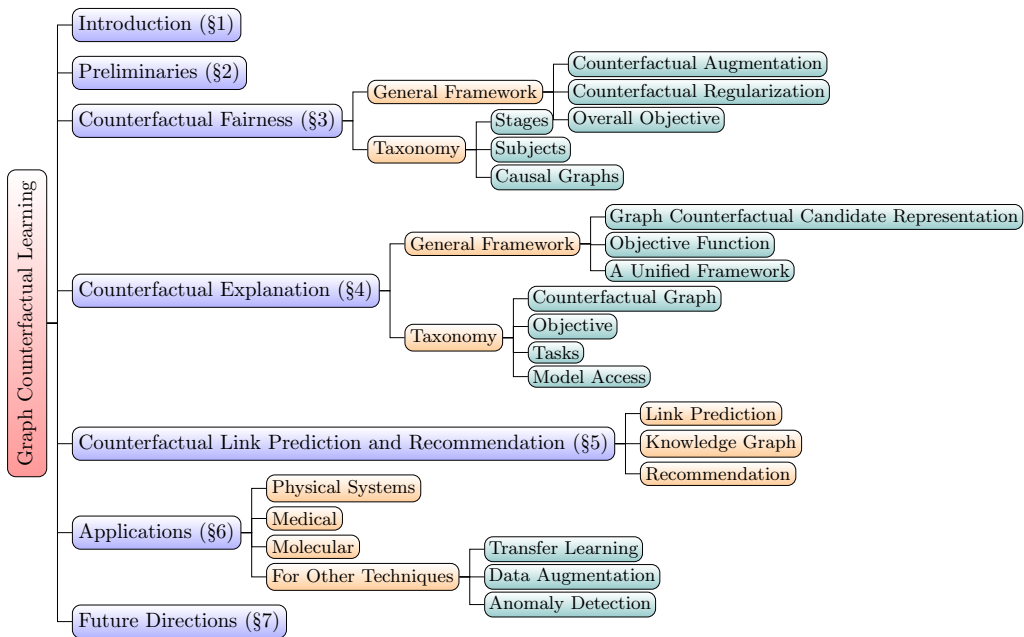 Graph Counterfactual Learning
Introduction (§1)
Preliminaries (§2)
Counterfactual Fairness (§3)
General Framework
Counterfactual Augmentation
Counterfactual Regularization
Overall Objective
Taxonomy
Stages
Subjects
Causal Graphs
Counterfactual Explanation (§4)
General Framework
Graph Counterfactual Candidate Representation
Objective Function
A Unified Framework
Taxonomy
Counterfactual Graph
Objective
Tasks
Model Access
Counterfactual Link Prediction and Recommendation (§5)
Link Prediction
Knowledge Graph
Recommendation
Applications (§6)
Physical Systems
Medical
Molecular
For Other Techniques
Transfer Learning
Data Augmentation
Anomaly Detection
Future Directions (§7)